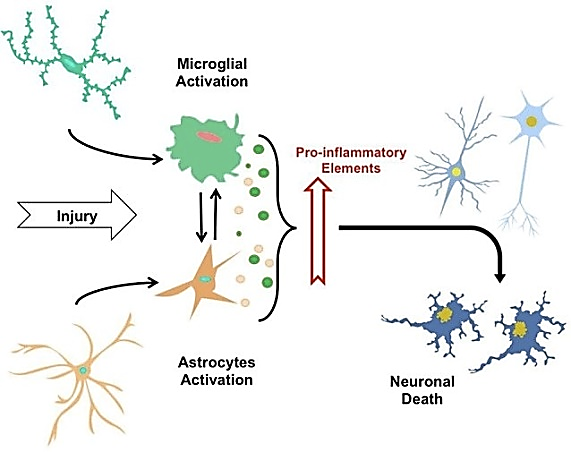 Microglial
Activation
Pro-inflammatory
Elements
Injury
Astrocytes
Activation
Neuronal
Death